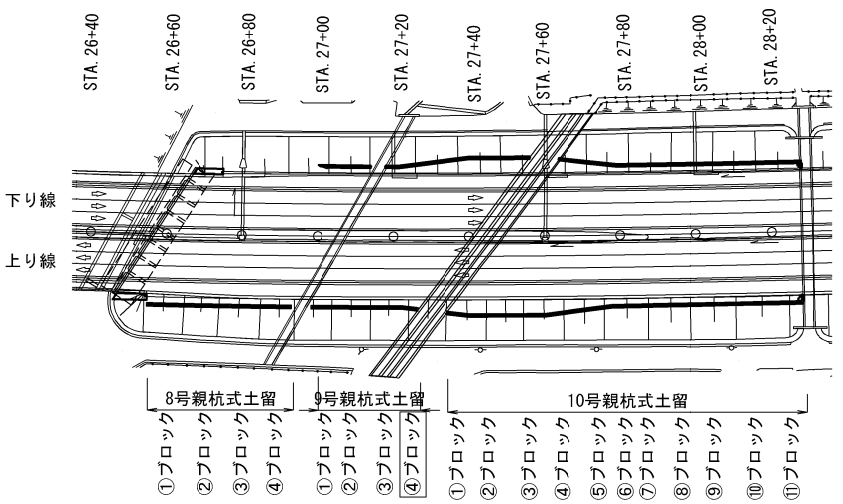 STA. 26+40
STA. 26+60
STA. 26+80
STA. 27+00
STA. 27+20
STA. 27+40
STA. 27+60
STA. 27+80
STA. 28+00
STA. 28+20
下り線
上り線
8号親杭式土留
9号親杭式土留
10号親杭式土留
①ブロック
②ブロック
③ブロック
④ブロック
①ブロック
②ブロック
③ブロック
④ブロック
①ブロック
②ブロック
③ブロック
④ブロック
⑤ブロック
⑥ブロック
⑦ブロック
⑧ブロック
⑨ブロック
⑩ブロック
⑪ブロック